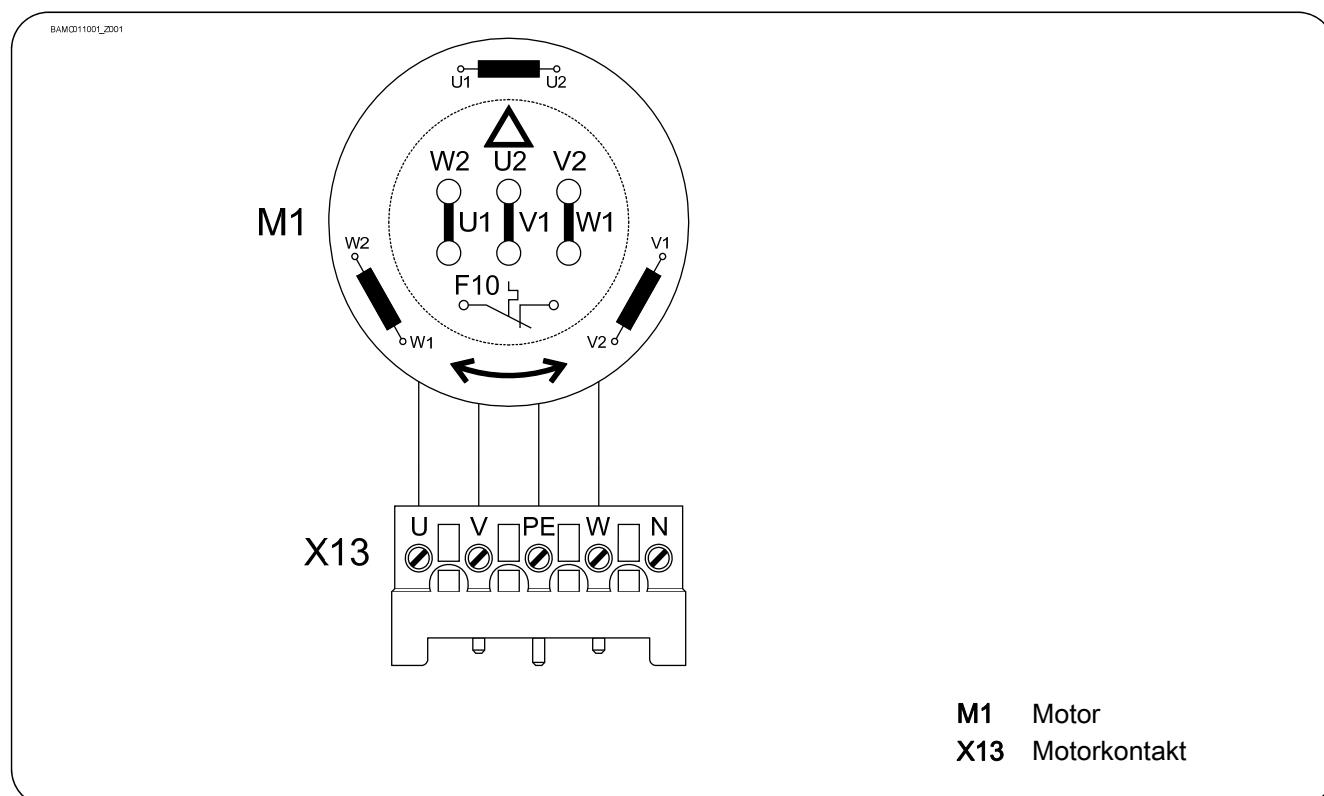 BAMC011001_Z001
U1 U2
W2 U2 V2
M1 U1 V1 W1
W2 V1
F10
W1 V2
U V PE W N
X13
M1 Motor
X13 Motorkontakt